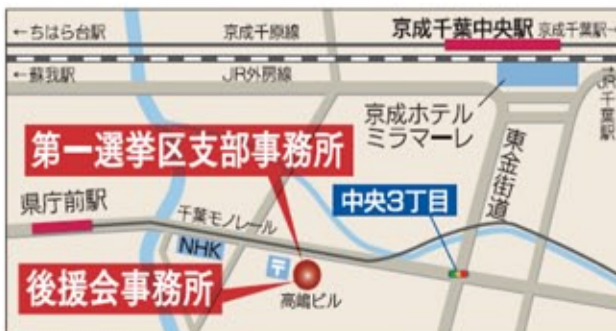 ←ちはら台駅
京成千原線
京成千葉中央駅
京成千葉駅→
←蘇我駅
JR外房線
JR千葉駅→
京成ホテル
ミラマーレ
第一選挙区支部事務所
東金街道
県庁前駅
千葉モノレール
中央3丁目
NHK
〒
後援会事務所
高嶋ビル